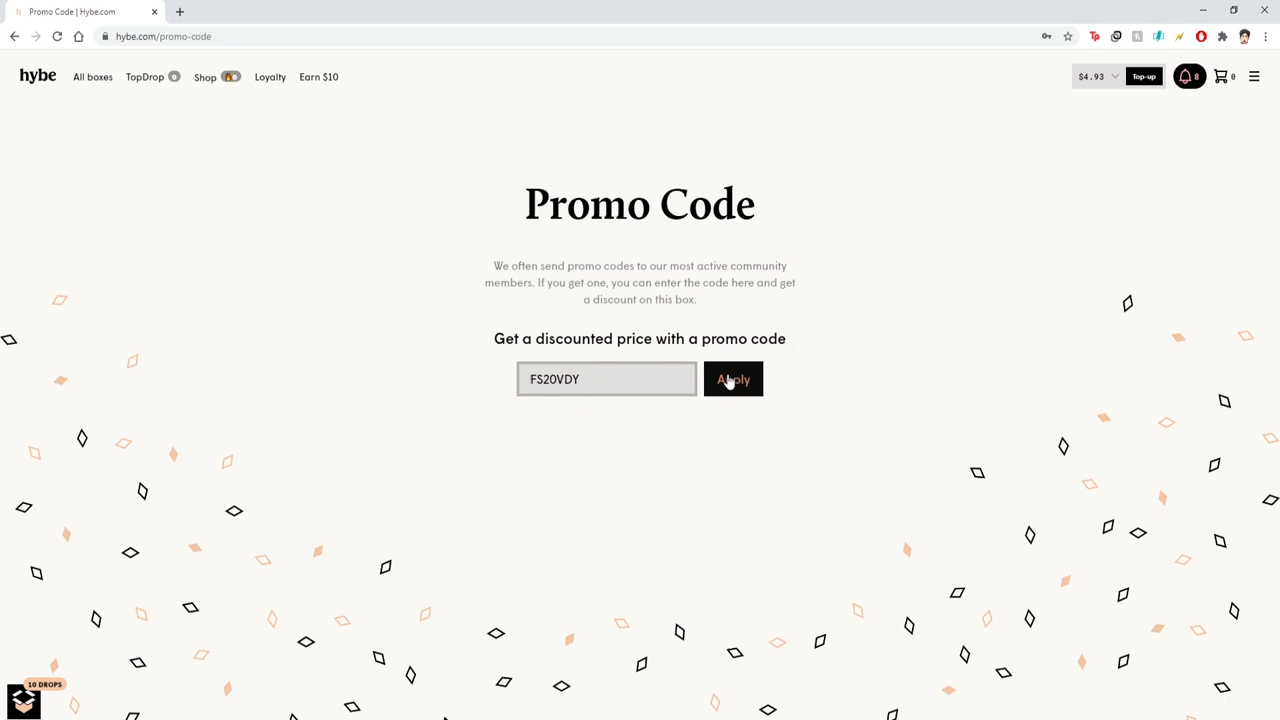 h Promo Code | Hybe.com
hybe.com/promo-code
Tp
hybe All boxes TopDrop 0 Shop Loyalty Earn $10
$4.93 Top-up 8 0
Promo Code
We often send promo codes to our most active community
members. If you get one, you can enter the code here and get
a discount on this box.
Get a discounted price with a promo code
FS20VDY Apply
10 DROPS